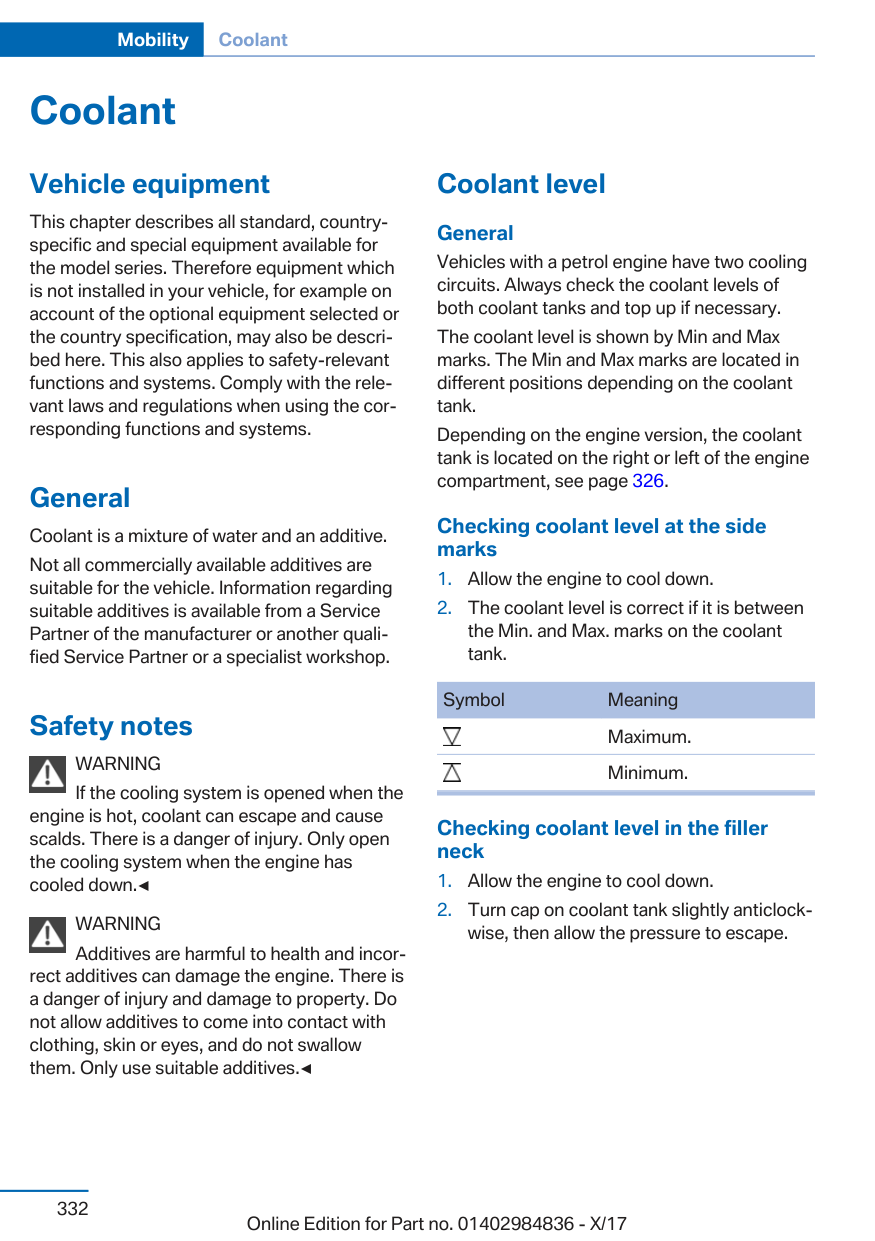 Mobility Coolant
Coolant
Vehicle equipment
This chapter describes all standard, country-
specific and special equipment available for
the model series. Therefore equipment which
is not installed in your vehicle, for example on
account of the optional equipment selected or
the country specification, may also be descri-
bed here. This also applies to safety-relevant
functions and systems. Comply with the rele-
vant laws and regulations when using the cor-
responding functions and systems.
General
Coolant is a mixture of water and an additive.
Not all commercially available additives are
suitable for the vehicle. Information regarding
suitable additives is available from a Service
Partner of the manufacturer or another quali-
fied Service Partner or a specialist workshop.
Safety notes
WARNING
If the cooling system is opened when the
engine is hot, coolant can escape and cause
scalds. There is a danger of injury. Only open
the cooling system when the engine has
cooled down.◄
WARNING
Additives are harmful to health and incor-
rect additives can damage the engine. There is
a danger of injury and damage to property. Do
not allow additives to come into contact with
clothing, skin or eyes, and do not swallow
them. Only use suitable additives.◄
Coolant level
General
Vehicles with a petrol engine have two cooling
circuits. Always check the coolant levels of
both coolant tanks and top up if necessary.
The coolant level is shown by Min and Max
marks. The Min and Max marks are located in
different positions depending on the coolant
tank.
Depending on the engine version, the coolant
tank is located on the right or left of the engine
compartment, see page 326.
Checking coolant level at the side
marks
1. Allow the engine to cool down.
2. The coolant level is correct if it is between
the Min. and Max. marks on the coolant
tank.
Symbol Meaning
Maximum.
Minimum.
Checking coolant level in the filler
neck
1. Allow the engine to cool down.
2. Turn cap on coolant tank slightly anticlock-
wise, then allow the pressure to escape.
332
Online Edition for Part no. 01402984836 - X/17